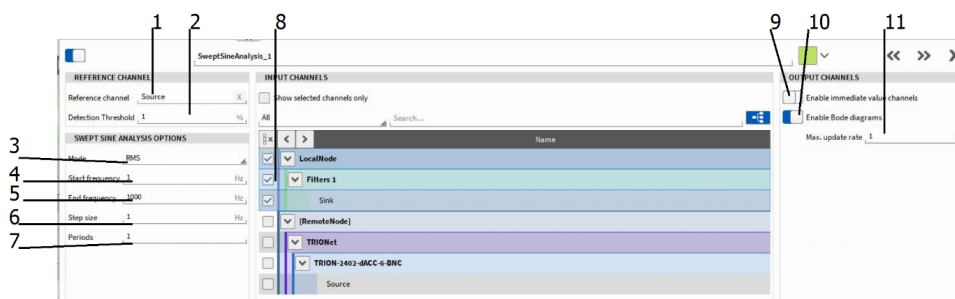 1 2 8 9 10 11
SweptSineAnalysis_1
REFERENCE CHANNEL
Reference channel Source X
Detection Threshold 1 %
SWEPT SINE ANALYSIS OPTIONS
3 Mode RMS
4 Start frequency 1 Hz
5 End frequency 1000 Hz
6 Step size 1 Hz
7 Periods 1
INPUT CHANNELS
Show selected channels only
All Search...
Name
LocalNode
Filters 1
Sink
[RemoteNode]
TRIONet
TRION-2402-dACC-6-BNC
Source
OUTPUT CHANNELS
Enable immediate value channels
Enable Bode diagrams
Max. update rate 1